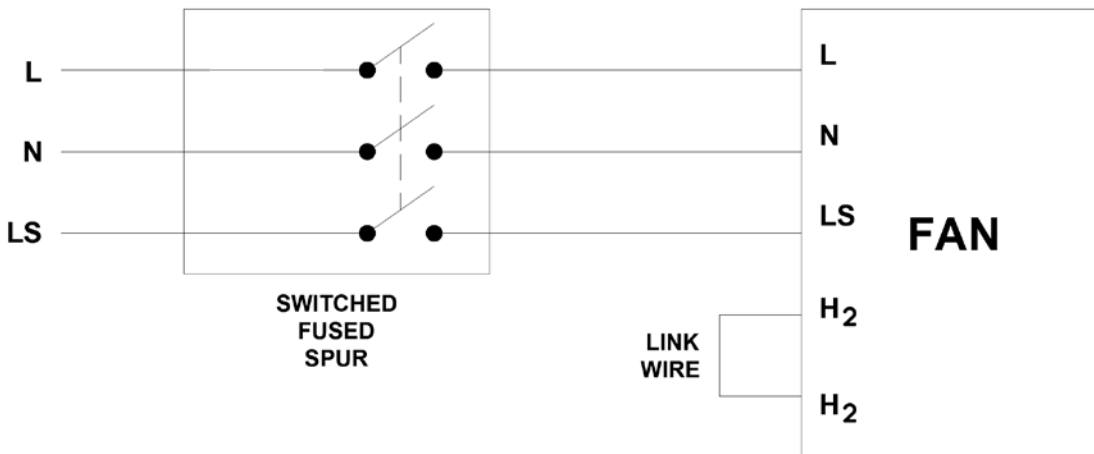 L
N
LS
SWITCHED
FUSED
SPUR
L
N
LS
FAN
H2
LINK
WIRE
H2